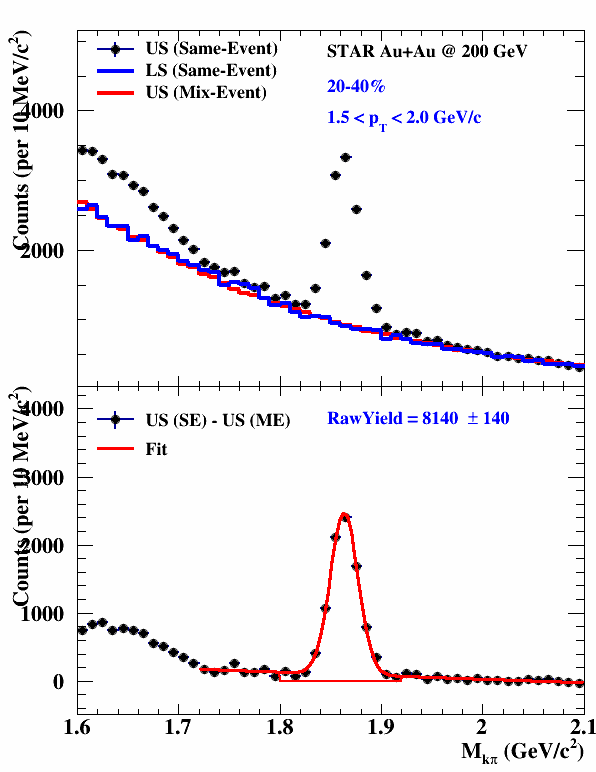 US (Same-Event)
LS (Same-Event)
US (Mix-Event)
STAR Au+Au @ 200 GeV
20-40%
1.5 < p_T < 2.0 GeV/c
Counts (per 10 MeV/c²)
4000
2000
US (SE) - US (ME)
Fit
RawYield = 8140 ± 140
Counts (per 10 MeV/c²)
4000
3000
2000
1000
0
1.6 1.7 1.8 1.9 2 2.1
M_kπ (GeV/c²)